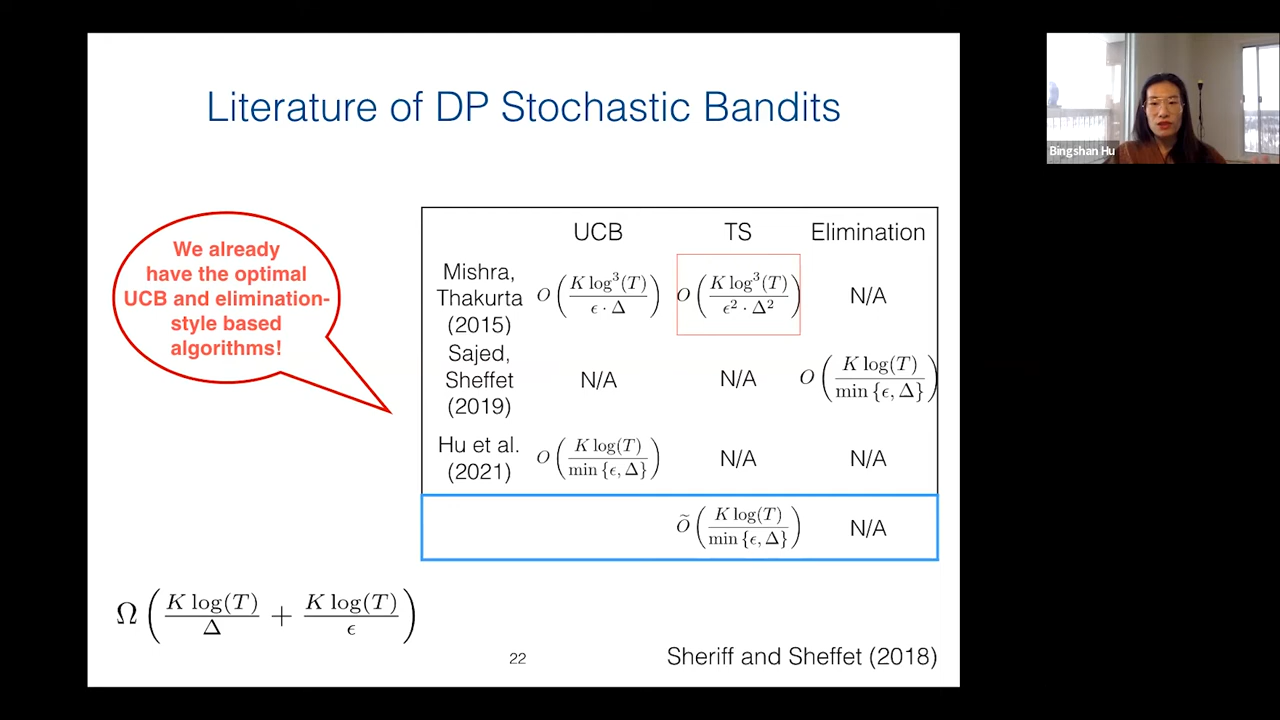 Literature of DP Stochastic Bandits
Bingshan Hu
We already
have the optimal
UCB and elimination-
style based
algorithms!
UCB TS Elimination
Mishra,
Thakurta
(2015)
O(K log³(T) / ϵ · Δ) O(K log³(T) / ϵ² · Δ²) N/A
Sajed,
Sheffet
(2019)
N/A N/A O(K log(T) / min {ϵ, Δ})
Hu et al.
(2021)
O(K log(T) / min {ϵ, Δ}) N/A N/A
Õ(K log(T) / min {ϵ, Δ}) N/A
Ω(K log(T) / Δ + K log(T) / ϵ)
22
Sheriff and Sheffet (2018)